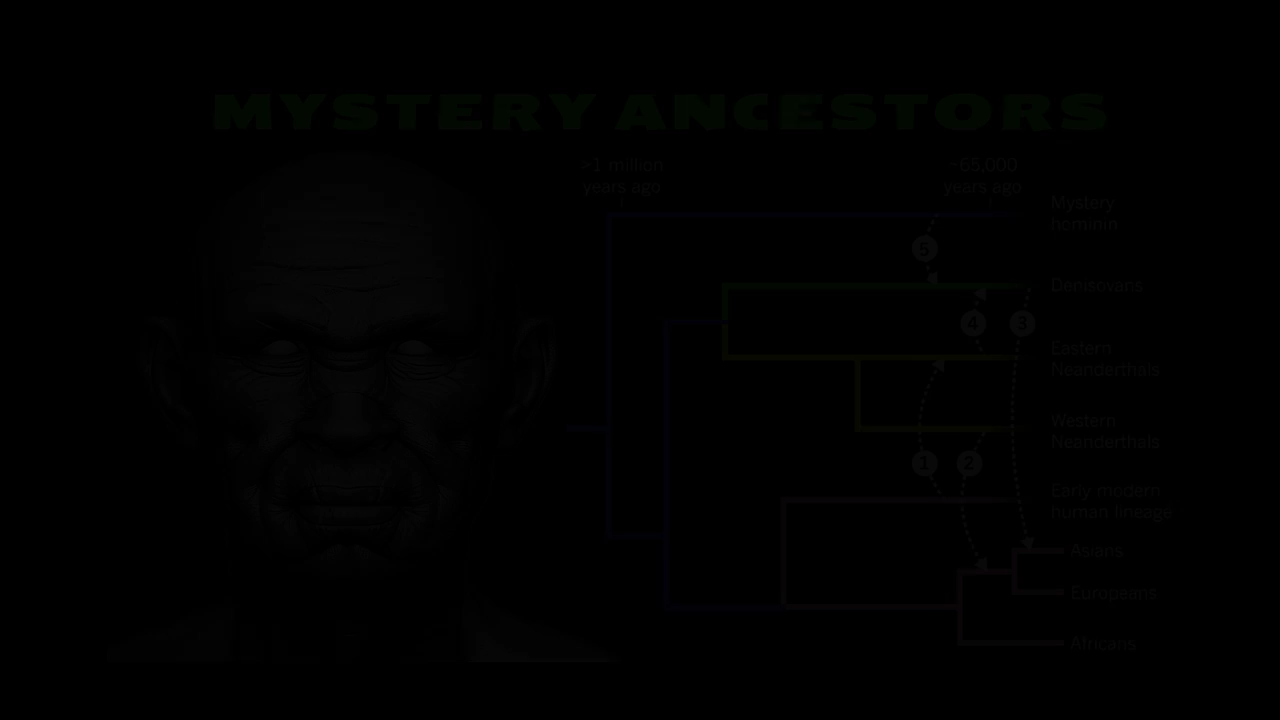 MYSTERY ANCESTORS
>1 million
years ago
~65,000
years ago
Mystery
hominin
5
Denisovans
4
3
Eastern
Neanderthals
Western
Neanderthals
1
2
Early modern
human lineage
Asians
Europeans
Africans